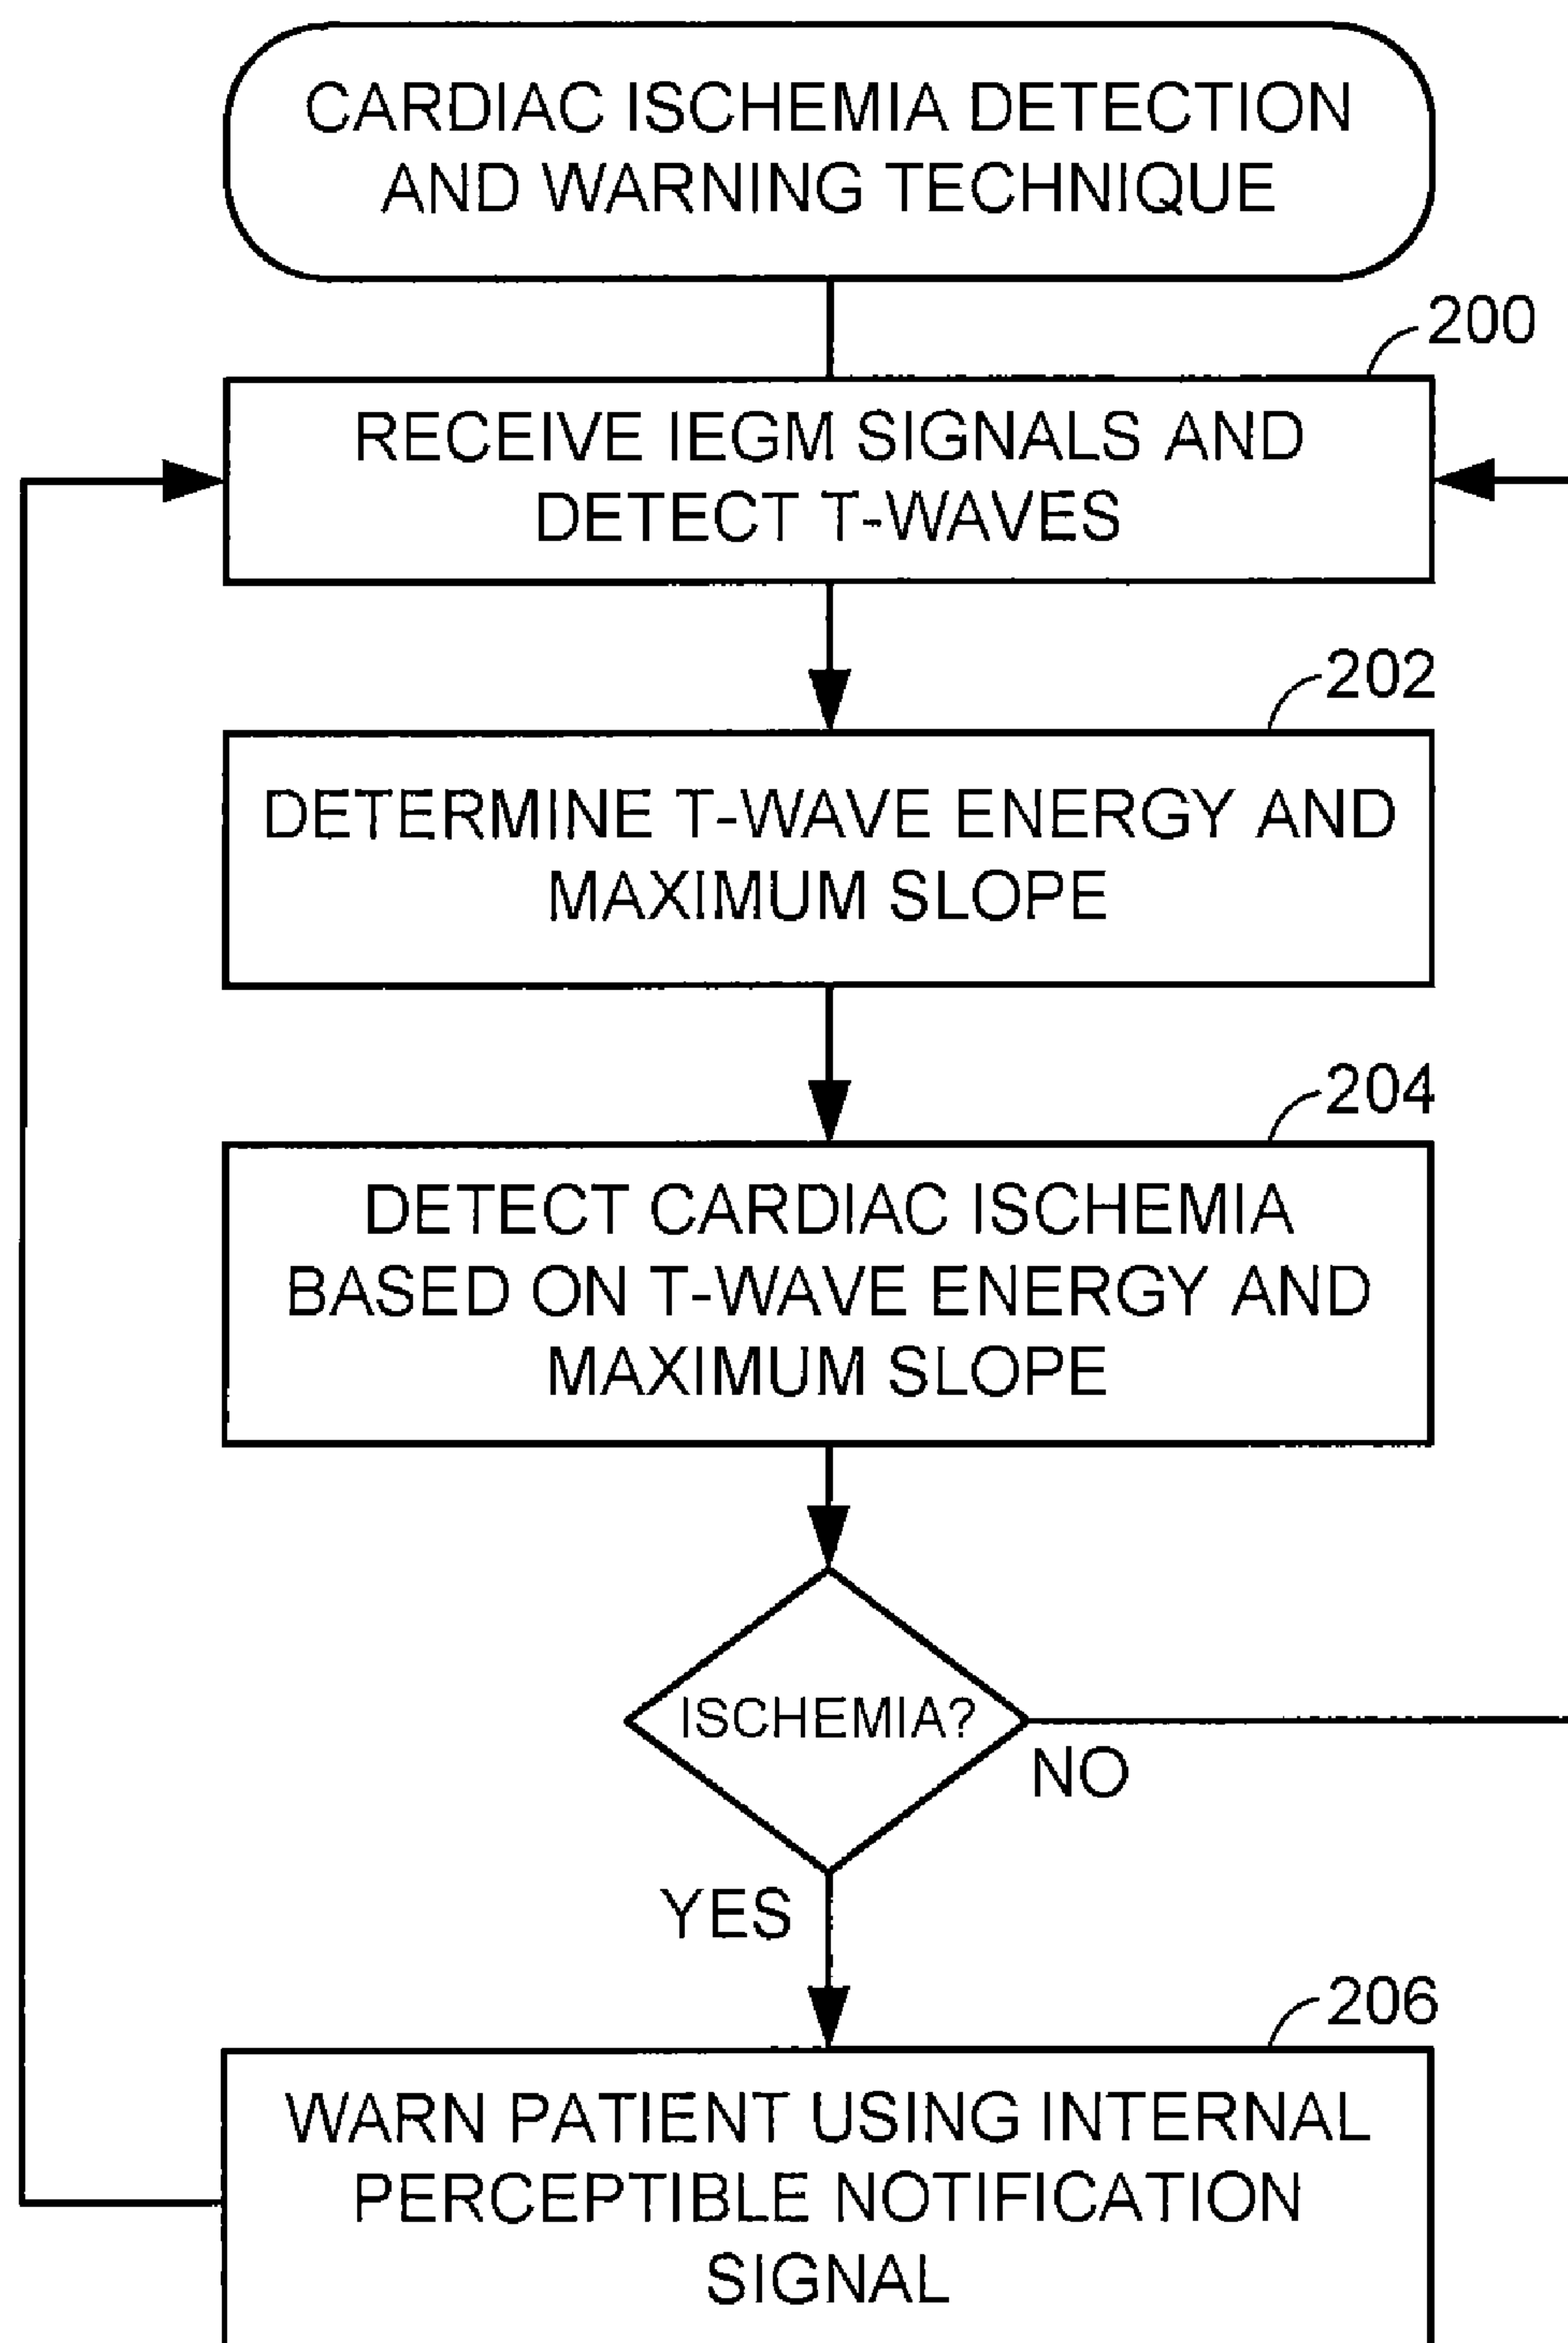 CARDIAC ISCHEMIA DETECTION
AND WARNING TECHNIQUE
200
RECEIVE IEGM SIGNALS AND
DETECT T-WAVES
202
DETERMINE T-WAVE ENERGY AND
MAXIMUM SLOPE
204
DETECT CARDIAC ISCHEMIA
BASED ON T-WAVE ENERGY AND
MAXIMUM SLOPE
ISCHEMIA?
NO
YES
206
WARN PATIENT USING INTERNAL
PERCEPTIBLE NOTIFICATION
SIGNAL